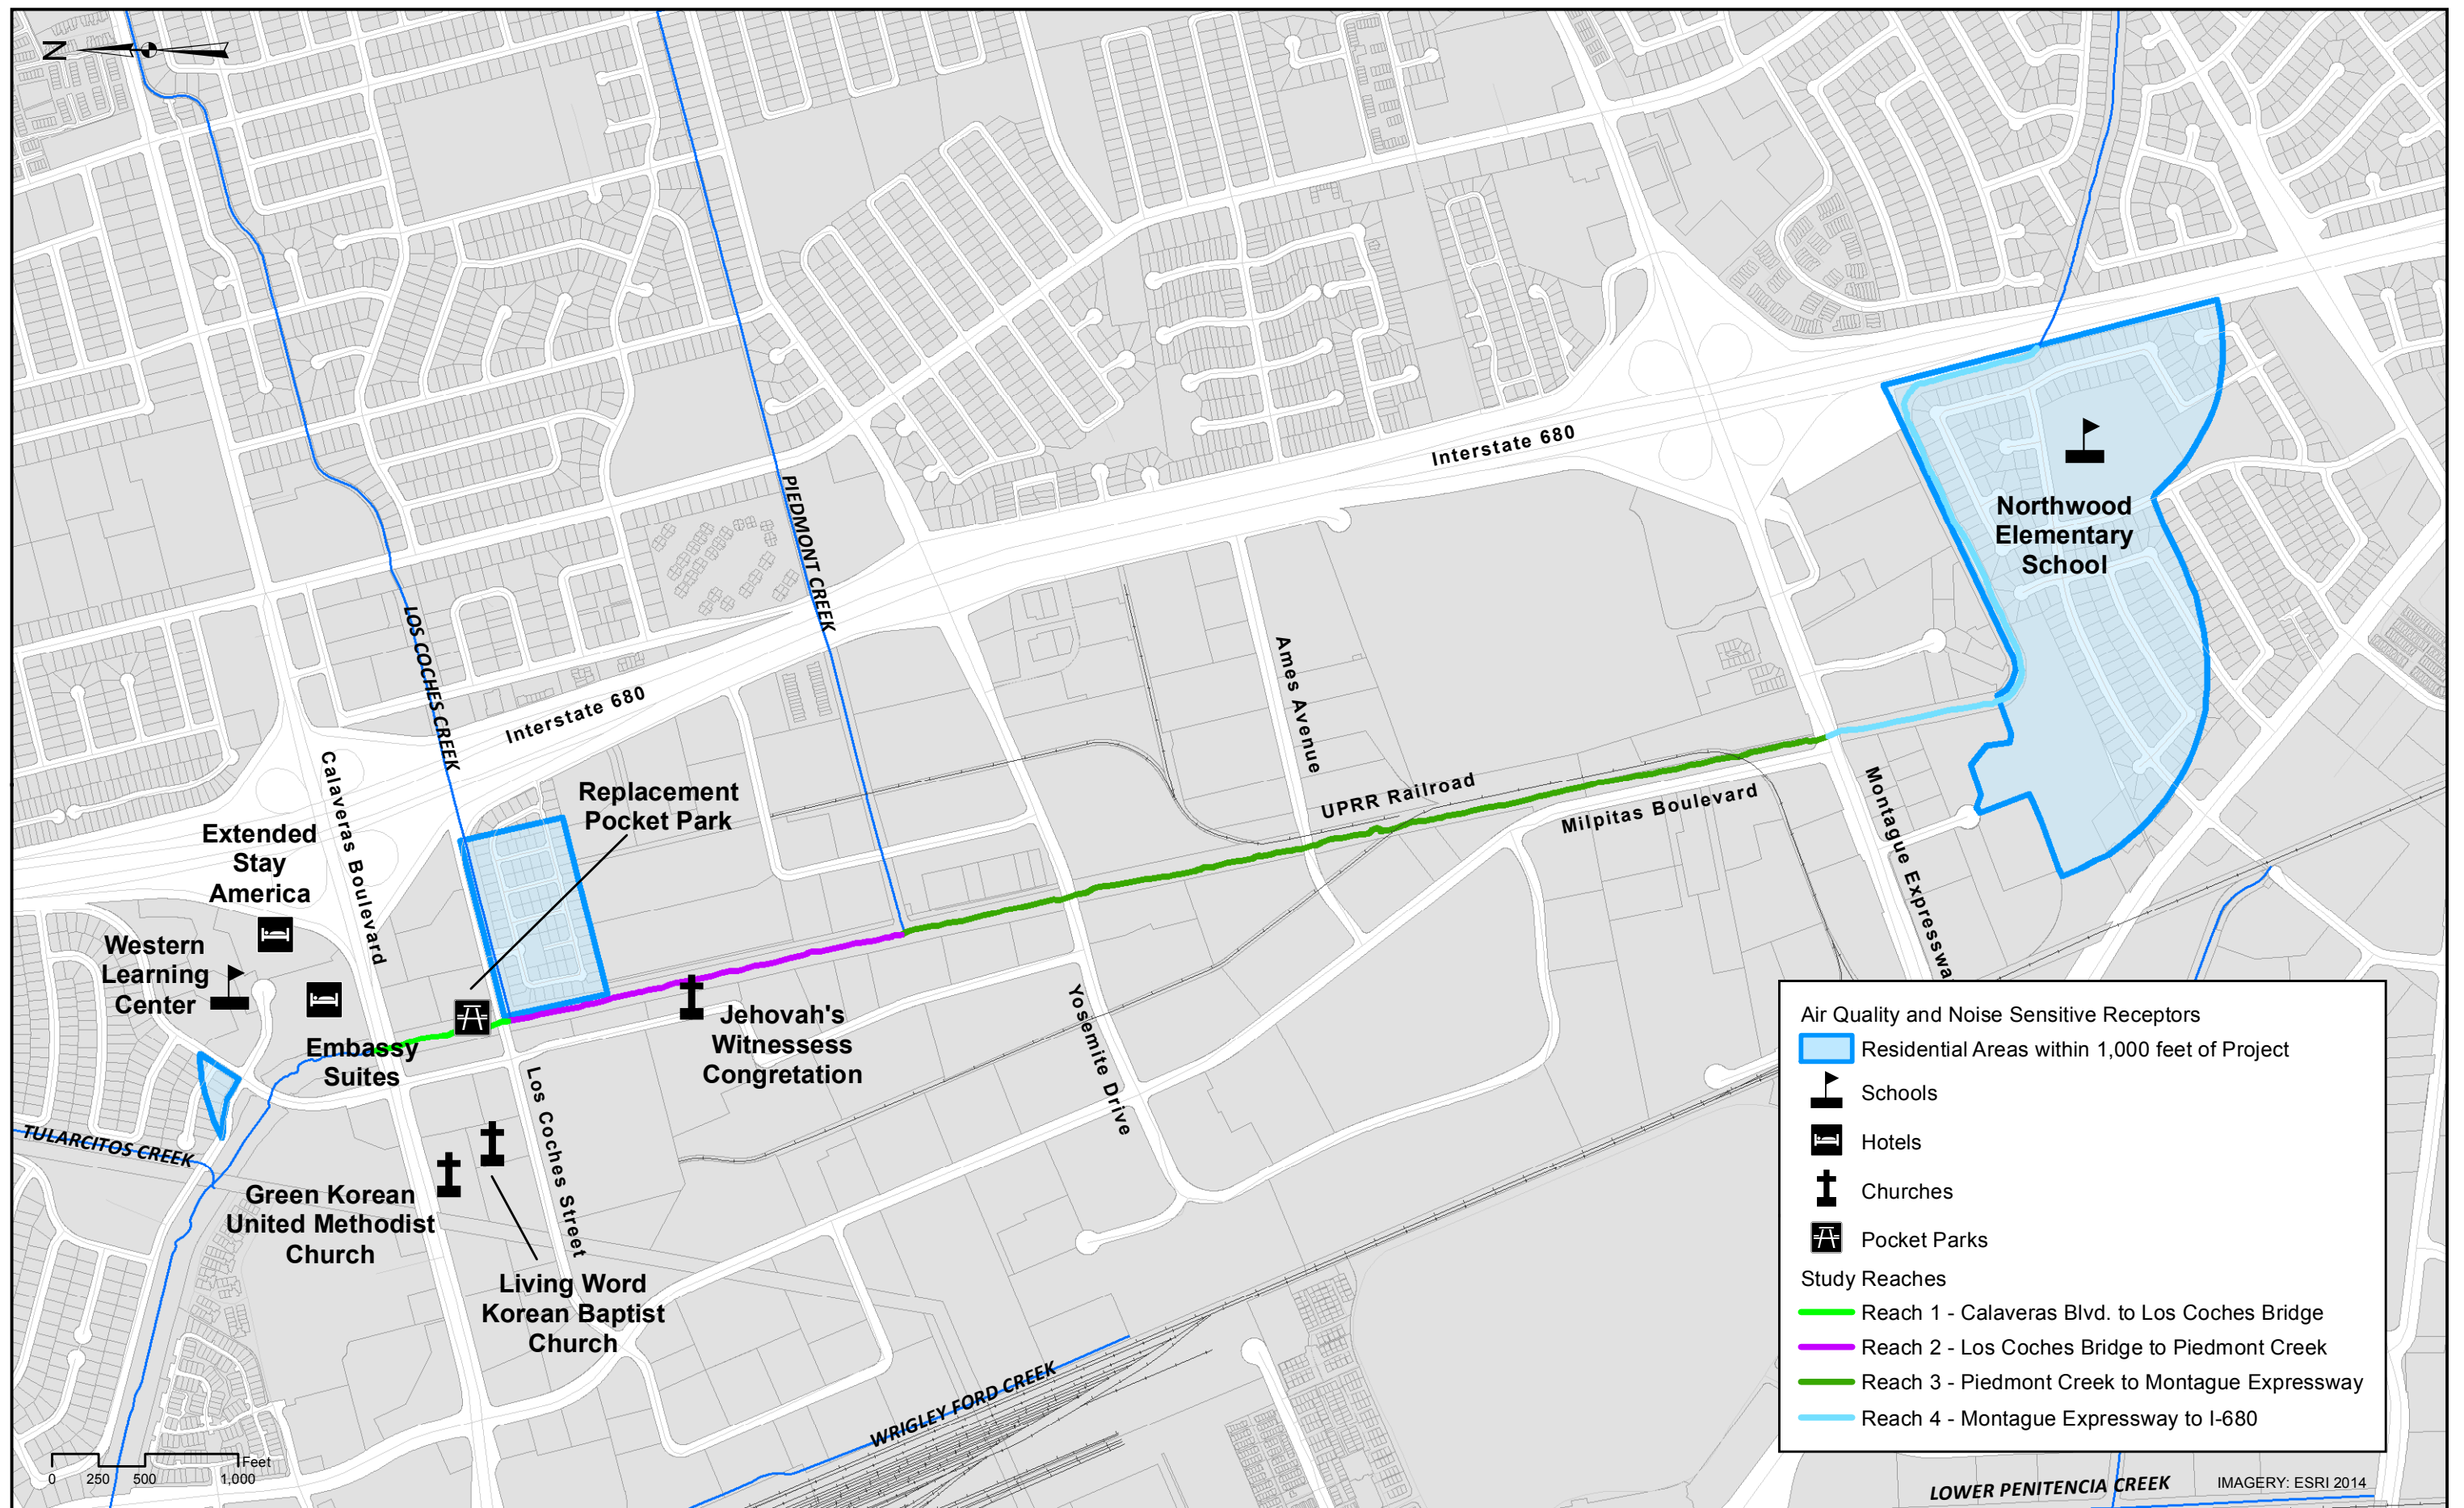 N
Interstate 680
PIEDMONT CREEK
Northwood
Elementary
School
LOS COCHES CREEK
Interstate 680
Ames Avenue
Calaveras Boulevard
Replacement
Pocket Park
UPRR Railroad
Milpitas Boulevard
Montague Expresswa
Extended
Stay
America
Western
Learning
Center
Embassy
Suites
Jehovah's
Witnessess
Congretation
Yosemite Drive
Los Coches Street
TULARCITOS CREEK
Green Korean
United Methodist
Church
Living Word
Korean Baptist
Church
WRIGLEY FORD CREEK
Air Quality and Noise Sensitive Receptors
Residential Areas within 1,000 feet of Project
Schools
Hotels
Churches
Pocket Parks
Study Reaches
Reach 1 - Calaveras Blvd. to Los Coches Bridge
Reach 2 - Los Coches Bridge to Piedmont Creek
Reach 3 - Piedmont Creek to Montague Expressway
Reach 4 - Montague Expressway to I-680
Feet
0 250 500 1,000
LOWER PENITENCIA CREEK
IMAGERY: ESRI 2014